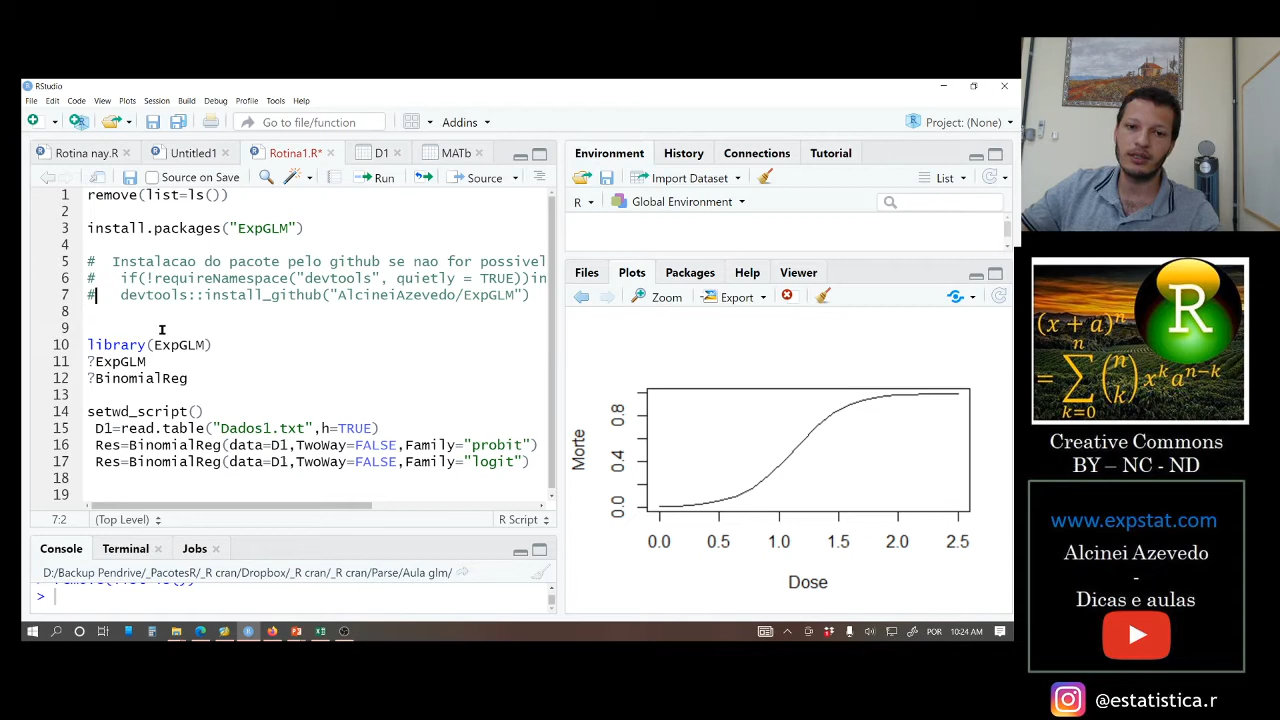 RStudio
File Edit Code View Plots Session Build Debug Profile Tools Help
Go to file/function Addins Project: (None)
Rotina nay.R Untitled1 Rotina1.R* D1 MATb
Source on Save Run Source
1 remove(list=ls())
2
3 install.packages("ExpGLM")
4
5 #  Instalacao do pacote pelo github se nao for possivel
6 #   if(!requireNamespace("devtools", quietly = TRUE))in
7 #   devtools::install_github("AlcineiAzevedo/ExpGLM")
8
9
10 library(ExpGLM)
11 ?ExpGLM
12 ?BinomialReg
13
14 setwd_script()
15 D1=read.table("Dados1.txt",h=TRUE)
16 Res=BinomialReg(data=D1,TwoWay=FALSE,Family="probit")
17 Res=BinomialReg(data=D1,TwoWay=FALSE,Family="logit")
18
19
7:2 (Top Level) R Script
Console Terminal Jobs
D:/Backup Pendrive/_PacotesR/_R cran/Dropbox/_R cran/_R cran/Parse/Aula glm/
>
Environment History Connections Tutorial
Import Dataset List
R Global Environment
Files Plots Packages Help Viewer
Zoom Export
Morte
0.0 0.4 0.8
0.0 0.5 1.0 1.5 2.0 2.5
Dose
POR 10:24 AM
R
(x + a)^n
= ∑ k=0 n (n k) x^k a^{n-k}
Creative Commons
BY – NC - ND
www.expstat.com
Alcinei Azevedo
-
Dicas e aulas
@estatistica.r